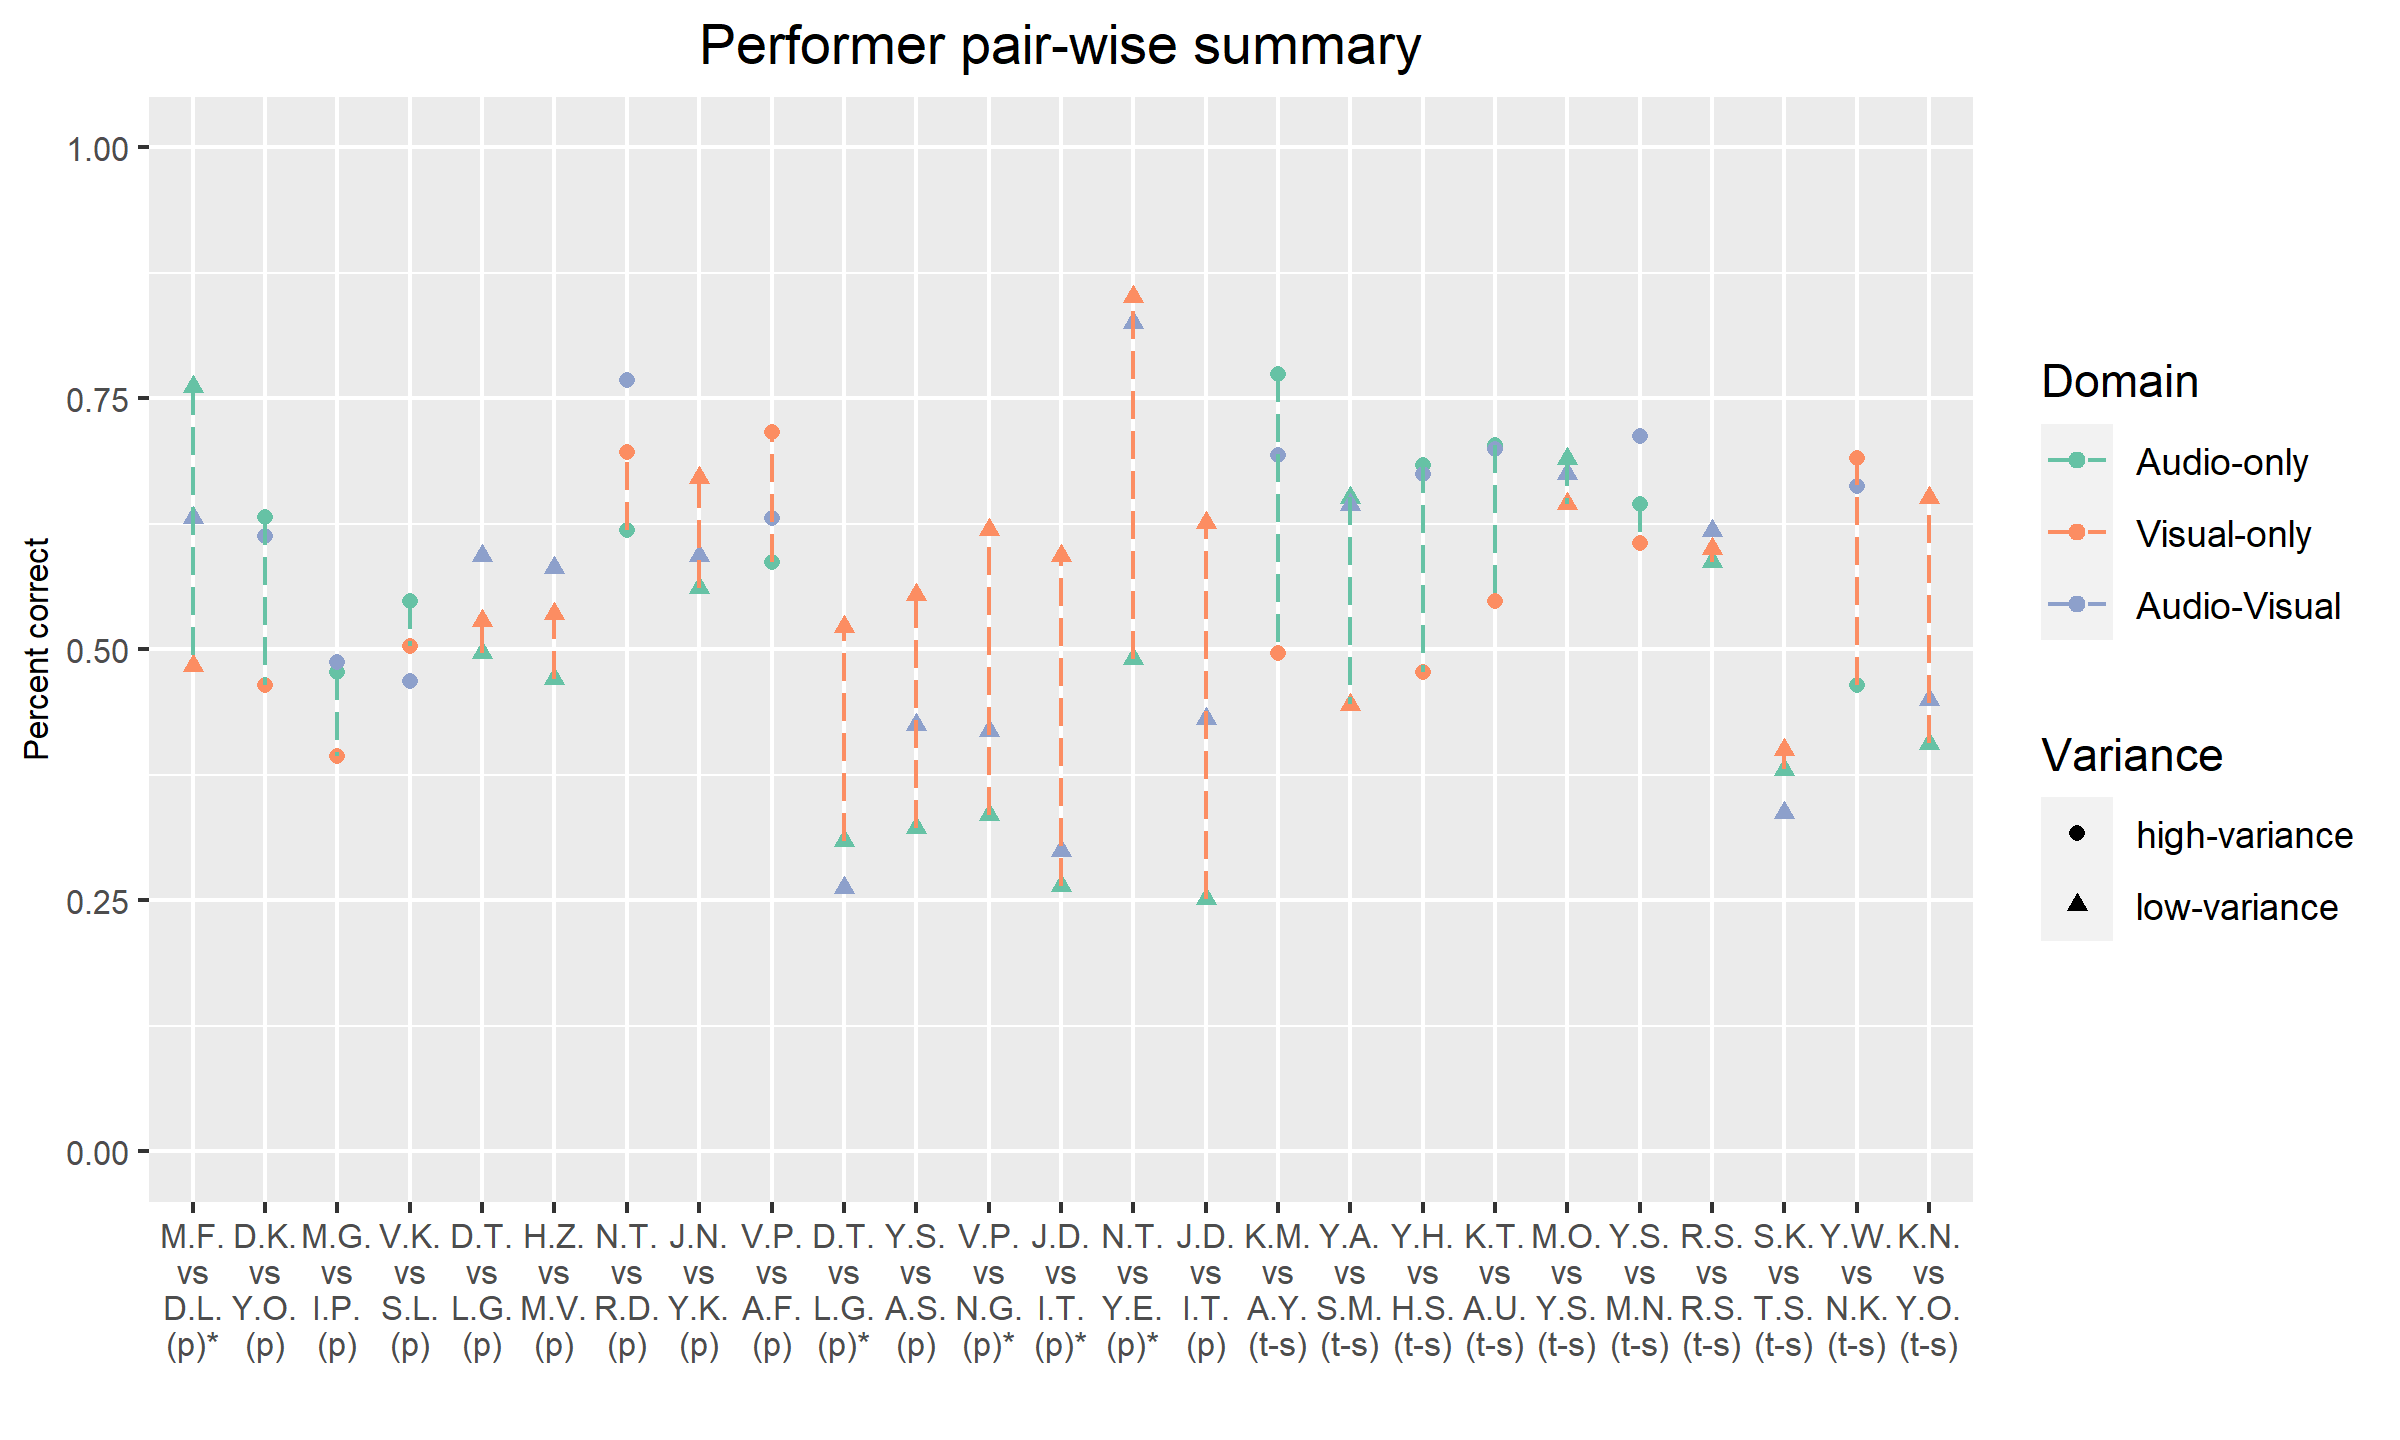 Performer pair-wise summary
Percent correct
1.00
0.75
0.50
0.25
0.00
M.F. D.K. M.G. V.K. D.T. H.Z. N.T. J.N. V.P. D.T. Y.S. V.P. J.D. N.T. J.D. K.M. Y.A. Y.H. K.T. M.O. Y.S. R.S. S.K. Y.W. K.N.
vs vs vs vs vs vs vs vs vs vs vs vs vs vs vs vs vs vs vs vs vs vs vs vs vs
D.L. Y.O. I.P. S.L. L.G. M.V. R.D. Y.K. A.F. L.G. A.S. N.G. I.T. Y.E. I.T. A.Y. S.M. H.S. A.U. Y.S. M.N. R.S. T.S. N.K. Y.O.
(p)* (p) (p) (p) (p) (p) (p) (p) (p) (p)* (p) (p)* (p)* (p)* (p) (t-s) (t-s) (t-s) (t-s) (t-s) (t-s) (t-s) (t-s) (t-s) (t-s)
Domain
Audio-only
Visual-only
Audio-Visual
Variance
high-variance
low-variance